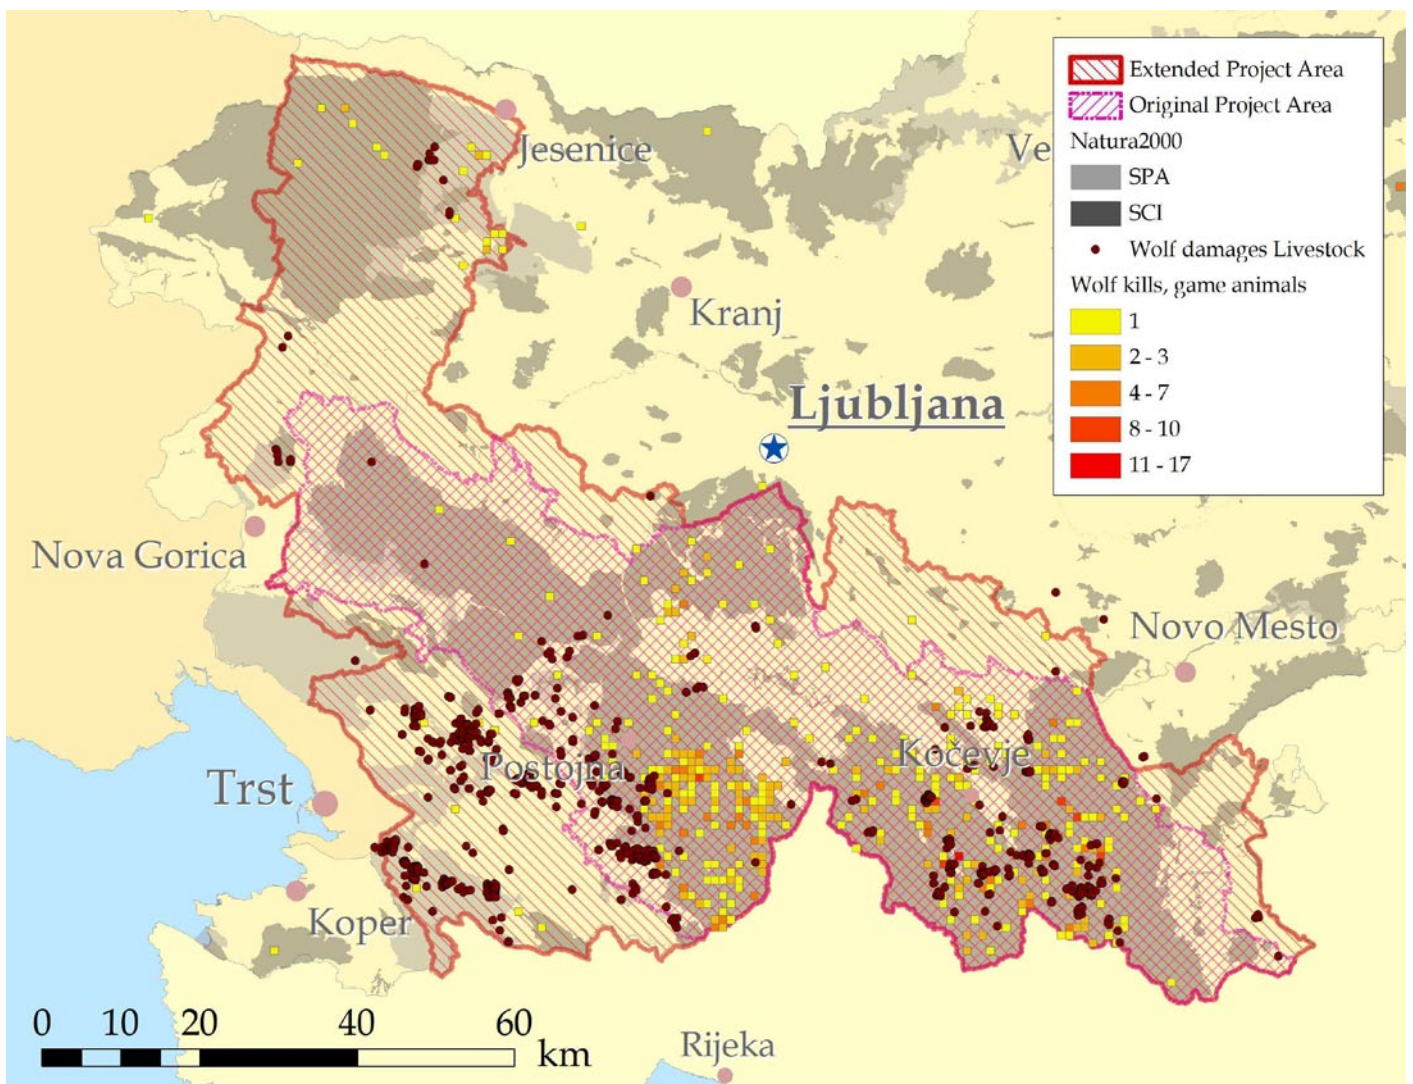 Extended Project Area
Original Project Area
Natura2000
SPA
SCI
Wolf damages Livestock
Wolf kills, game animals
1
2 - 3
4 - 7
8 - 10
11 - 17
Jesenice
Ve
Kranj
Ljubljana
Nova Gorica
Novo Mesto
Kočevje
Postojna
Trst
Koper
0 10 20 40 60
km
Rijeka